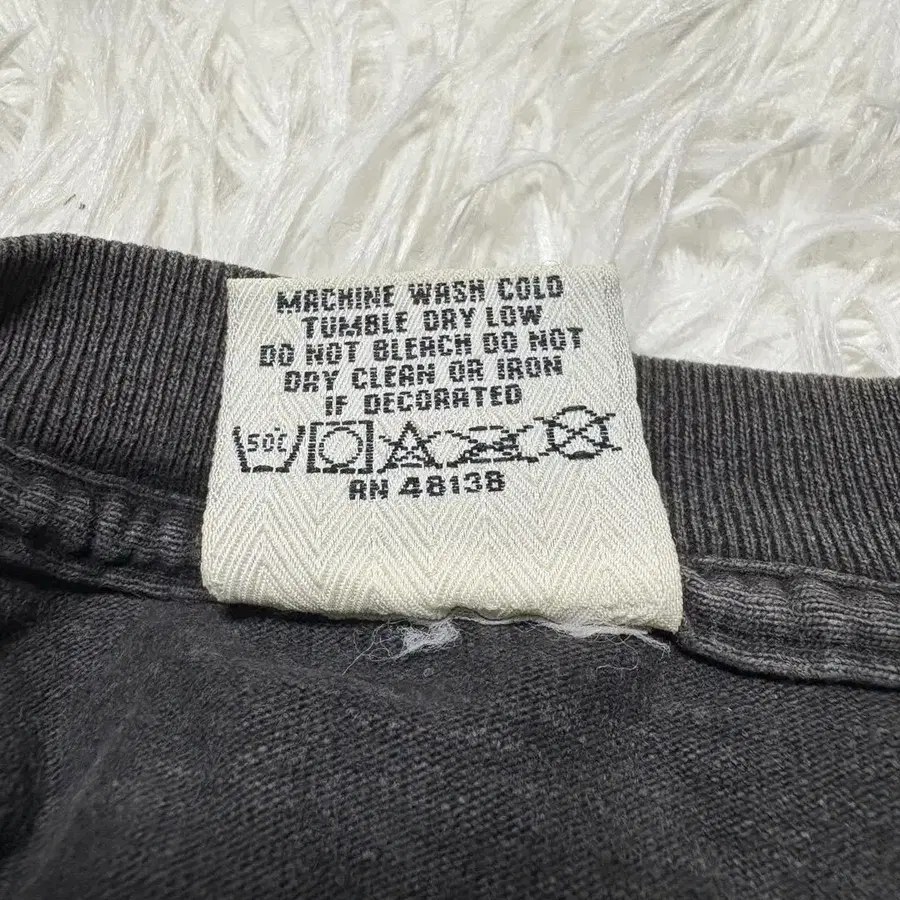 MACHINE WASH COLD
TUMBLE DRY LOW
DO NOT BLEACH DO NOT
DRY CLEAN OR IRON
IF DECORATED
50C
RN 48138